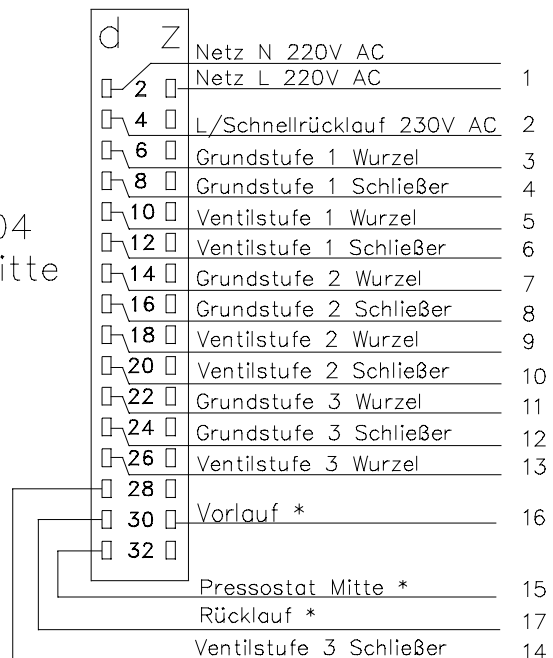 d z
Netz N 220V AC
2 Netz L 220V AC 1
4 L/Schnellrücklauf 230V AC 2
6 Grundstufe 1 Wurzel 3
8 Grundstufe 1 Schließer 4
10 Ventilstufe 1 Wurzel 5
12 Ventilstufe 1 Schließer 6
14 Grundstufe 2 Wurzel 7
16 Grundstufe 2 Schließer 8
18 Ventilstufe 2 Wurzel 9
20 Ventilstufe 2 Schließer 10
22 Grundstufe 3 Wurzel 11
24 Grundstufe 3 Schließer 12
26 Ventilstufe 3 Wurzel 13
28
30 Vorlauf * 16
32
Pressostat Mitte * 15
Rücklauf * 17
Ventilstufe 3 Schließer 14
04
itte